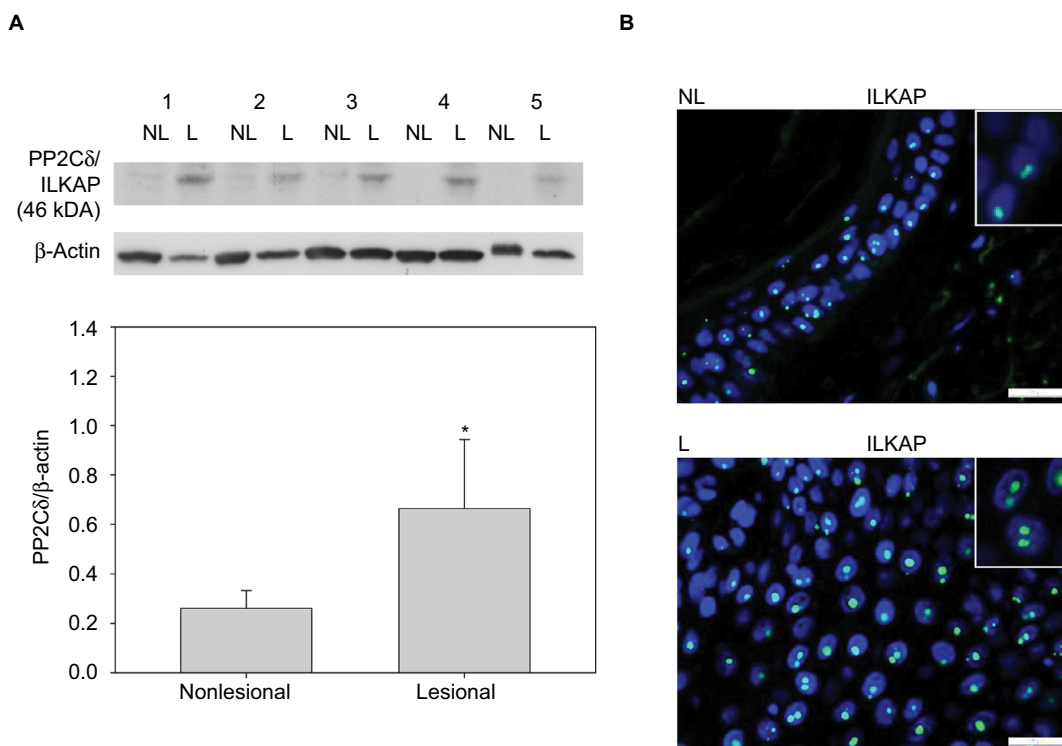 A
1 2 3 4 5
NL L NL L NL L NL L NL L
PP2Cδ/
ILKAP
(46 kDA)
β-Actin
1.4
1.2
1.0
0.8
0.6
0.4
0.2
0.0
PP2Cδ/β-actin
*
Nonlesional Lesional
B
NL ILKAP
L ILKAP